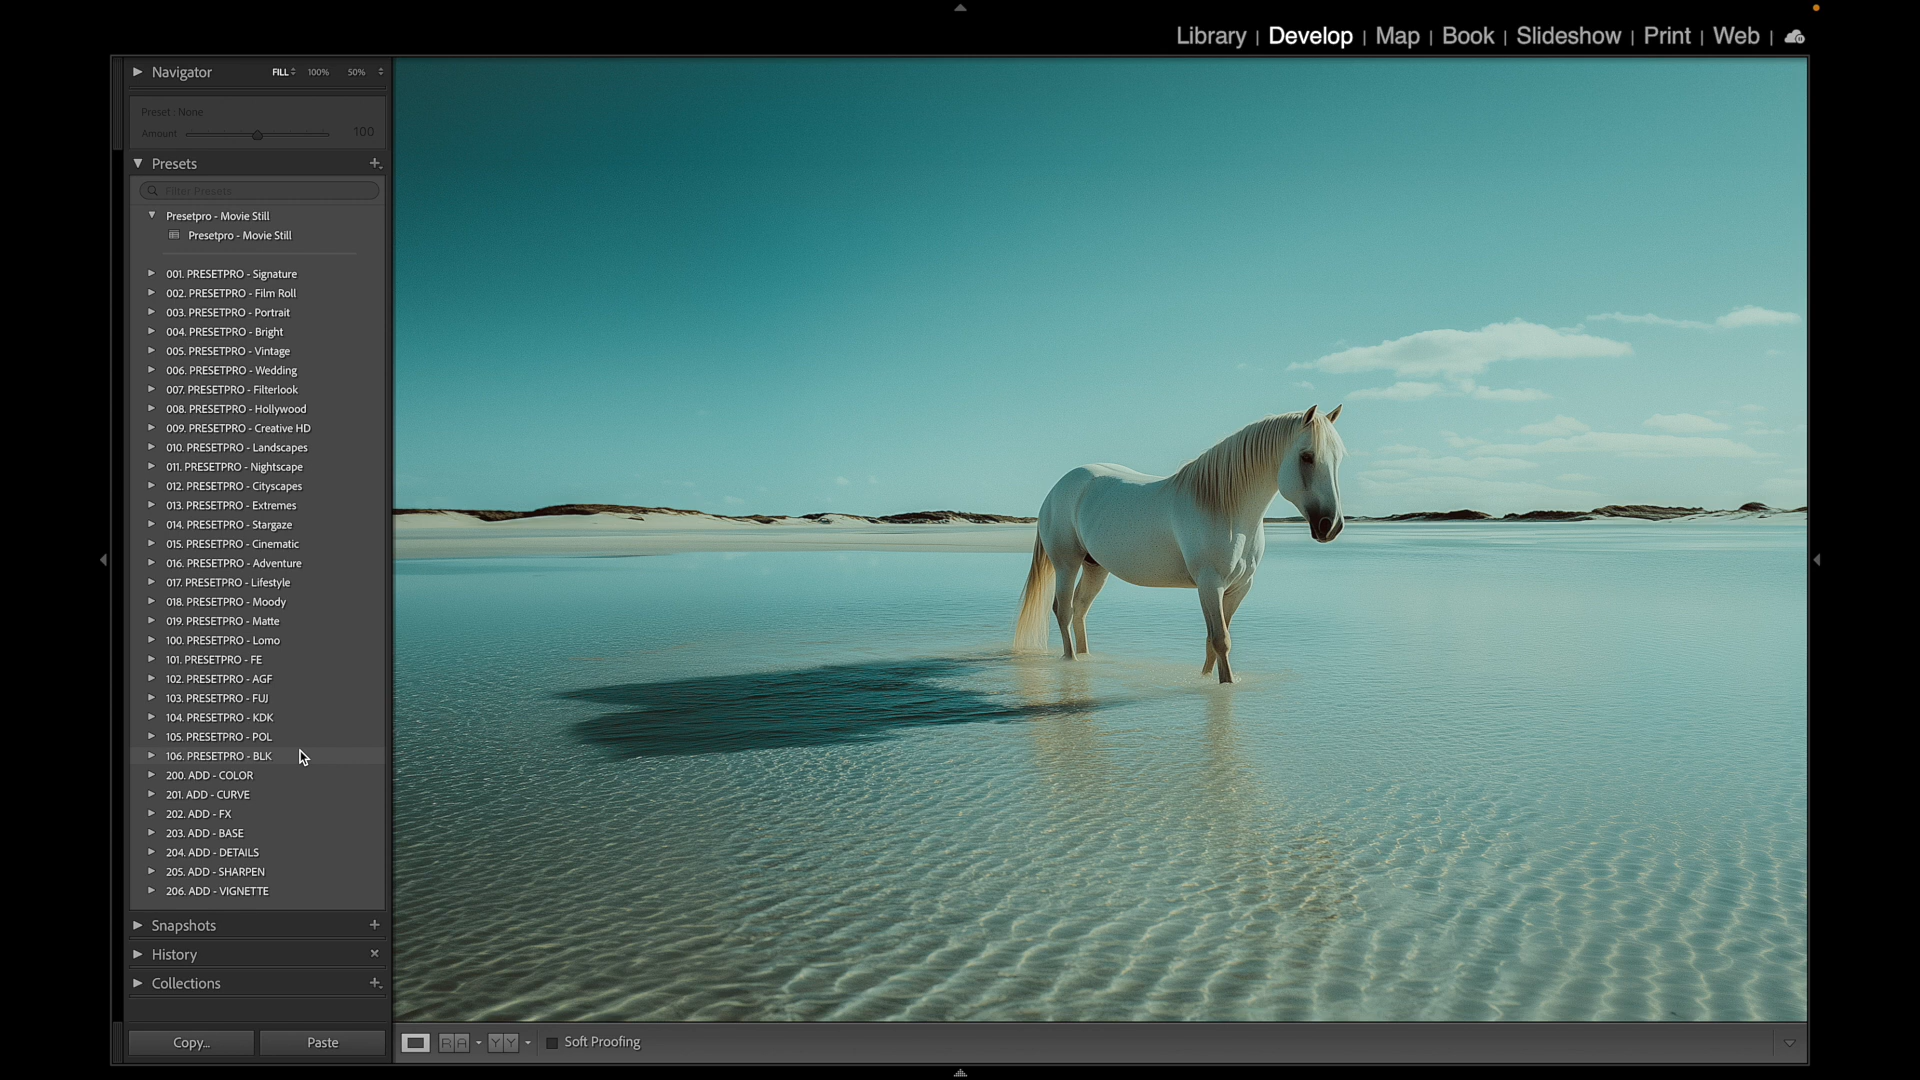 Library | Develop | Map | Book | Slideshow | Print | Web |
Navigator FILL 100% 50%
Preset : None
Amount 100
Presets
Filter Presets
Presetpro - Movie Still
Presetpro - Movie Still
001. PRESETPRO - Signature
002. PRESETPRO - Film Roll
003. PRESETPRO - Portrait
004. PRESETPRO - Bright
005. PRESETPRO - Vintage
006. PRESETPRO - Wedding
007. PRESETPRO - Filterlook
008. PRESETPRO - Hollywood
009. PRESETPRO - Creative HD
010. PRESETPRO - Landscapes
011. PRESETPRO - Nightscape
012. PRESETPRO - Cityscapes
013. PRESETPRO - Extremes
014. PRESETPRO - Stargaze
015. PRESETPRO - Cinematic
016. PRESETPRO - Adventure
017. PRESETPRO - Lifestyle
018. PRESETPRO - Moody
019. PRESETPRO - Matte
100. PRESETPRO - Lomo
101. PRESETPRO - FE
102. PRESETPRO - AGF
103. PRESETPRO - FUJ
104. PRESETPRO - KDK
105. PRESETPRO - POL
106. PRESETPRO - BLK
200. ADD - COLOR
201. ADD - CURVE
202. ADD - FX
203. ADD - BASE
204. ADD - DETAILS
205. ADD - SHARPEN
206. ADD - VIGNETTE
Snapshots
History
Collections
Copy... Paste R A Y Y Soft Proofing